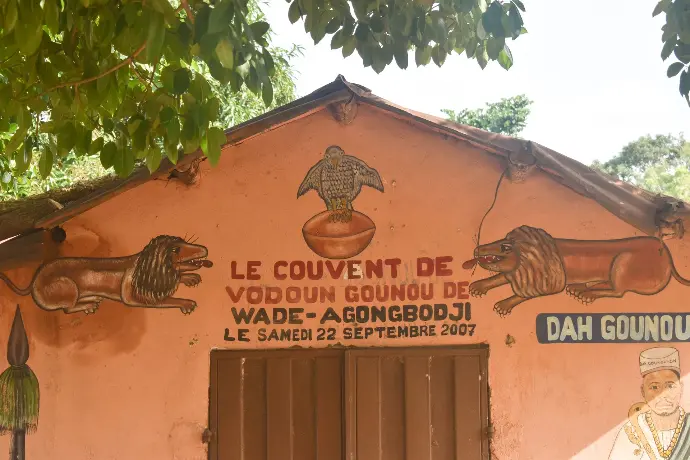 LE COUVENT DE
VODOUN GOUNOU DE
WADE-AGONGBODJI
LE SAMEDI 22 SEPTEMBRE 2007
DAH GOUNOU